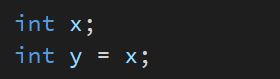 int x;
int y = x;